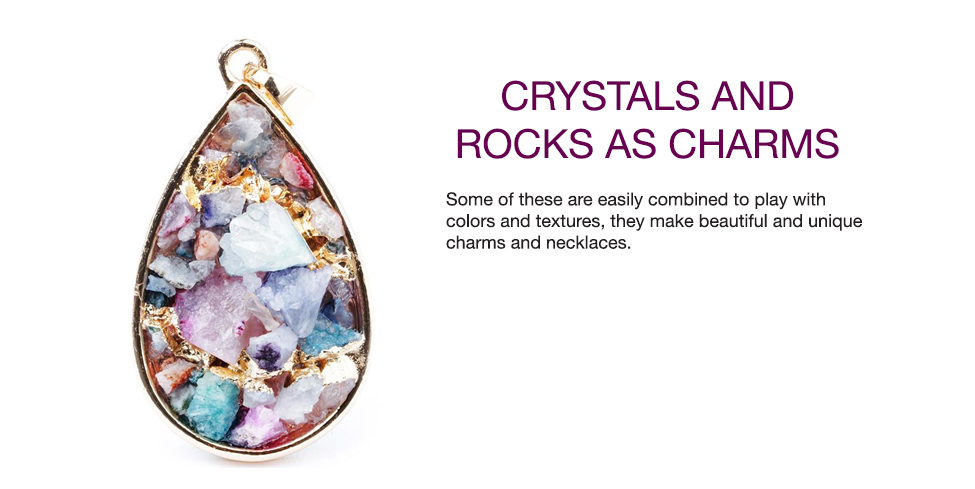 CRYSTALS AND
ROCKS AS CHARMS
Some of these are easily combined to play with
colors and textures, they make beautiful and unique
charms and necklaces.